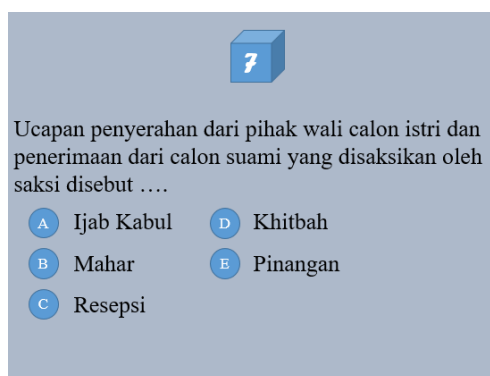 7
Ucapan penyerahan dari pihak wali calon istri dan
penerimaan dari calon suami yang disaksikan oleh
saksi disebut ….
A Ijab Kabul
B Mahar
C Resepsi
D Khitbah
E Pinangan